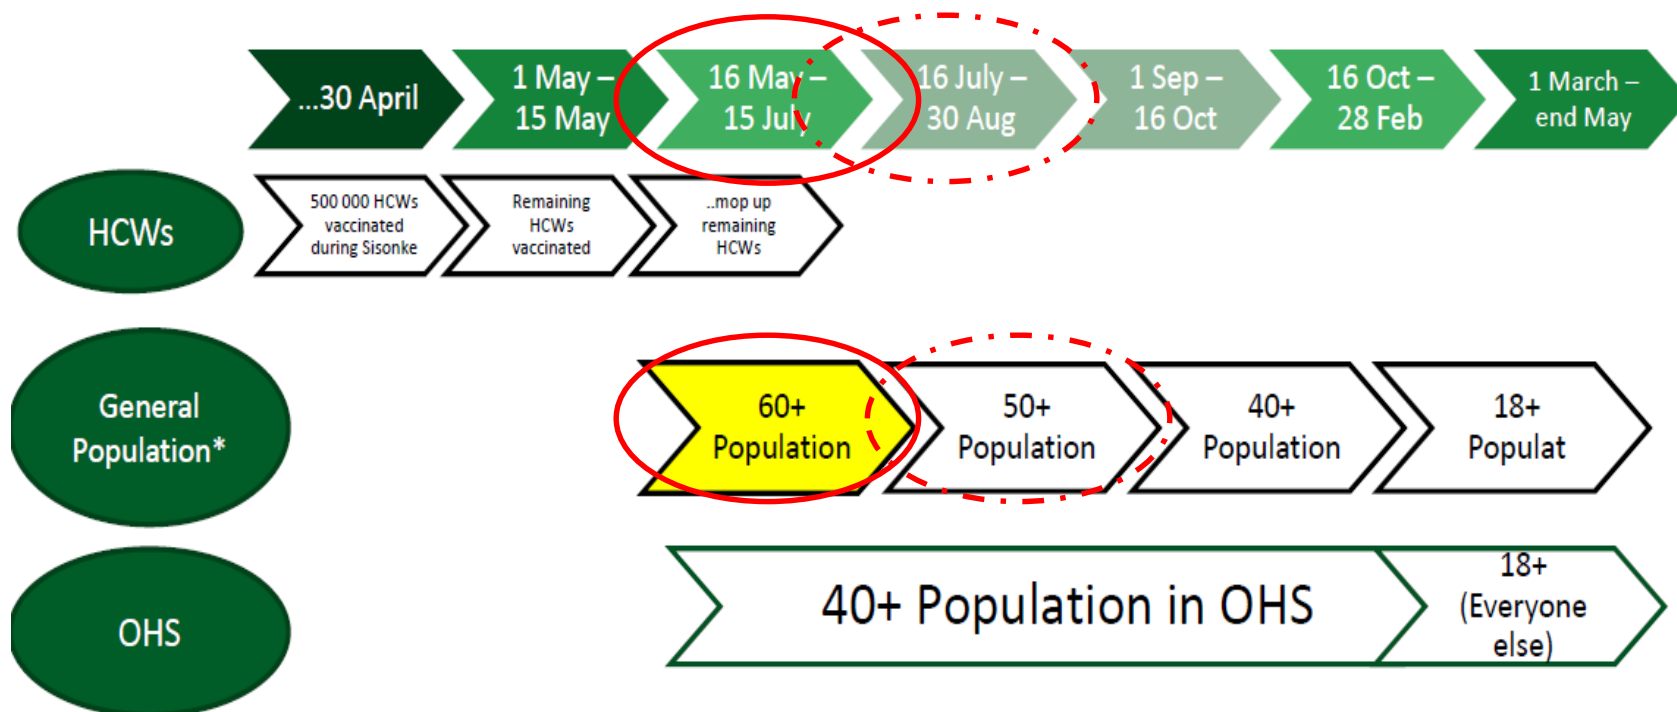 ...30 April
1 May –
15 May
16 May –
15 July
16 July –
30 Aug
1 Sep –
16 Oct
16 Oct –
28 Feb
1 March –
end May
HCWs
500 000 HCWs
vaccinated
during Sisonke
Remaining
HCWs
vaccinated
..mop up
remaining
HCWs
General
Population*
60+
Population
50+
Population
40+
Population
18+
Populat
OHS
40+ Population in OHS
18+
(Everyone
else)